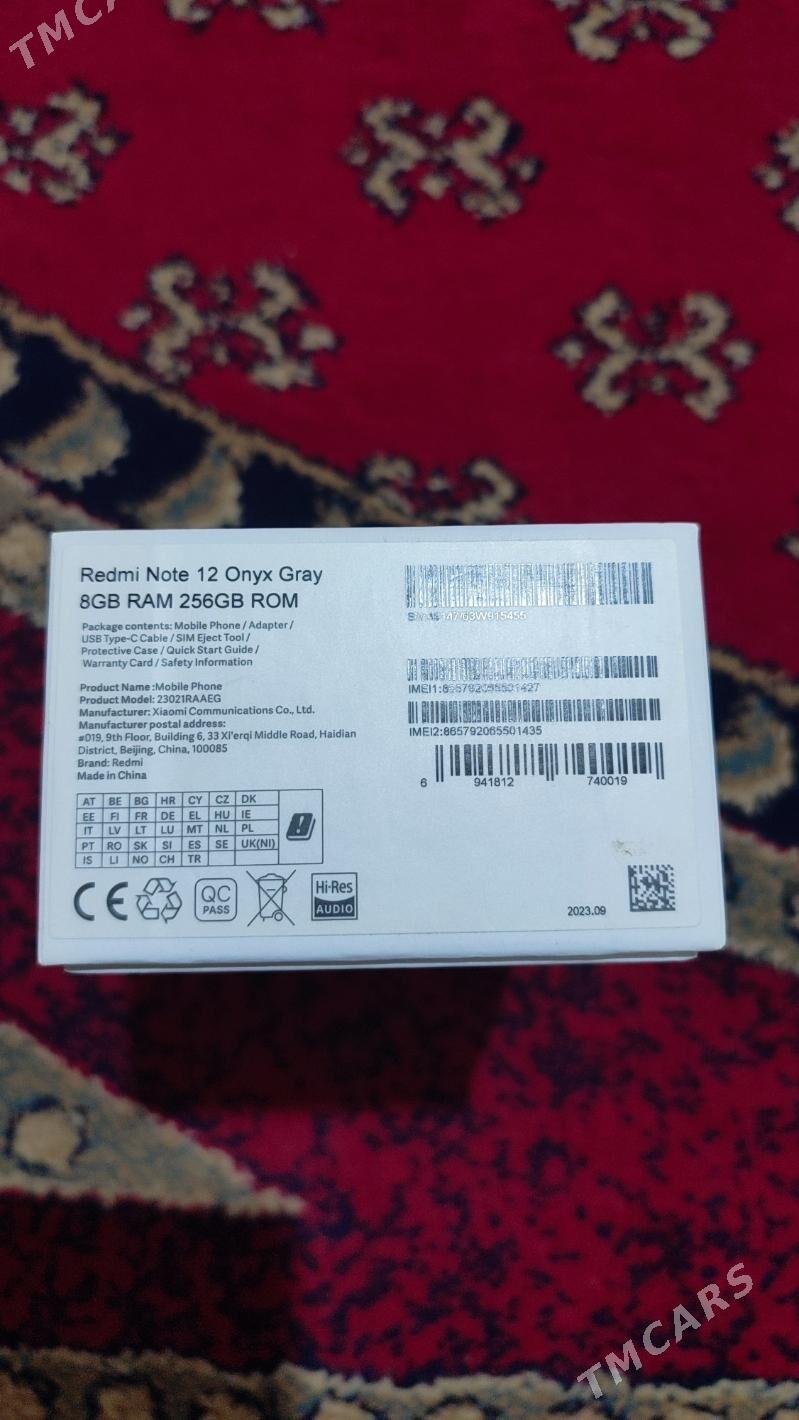 TMCARS
Redmi Note 12 Onyx Gray
8GB RAM 256GB ROM
Package contents: Mobile Phone / Adapter /
USB Type-C Cable / SIM Eject Tool /
Protective Case / Quick Start Guide /
Warranty Card / Safety Information
Product Name :Mobile Phone
Product Model: 23021RAAEG
Manufacturer: Xiaomi Communications Co., Ltd.
Manufacturer postal address:
#019, 9th Floor, Building 6, 33 Xi'erqi Middle Road, Haidian
District, Beijing, China, 100085
Brand: Redmi
Made in China
AT BE BG HR CY CZ DK
EE FI FR DE EL HU IE
IT LV LT LU MT NL PL
PT RO SK SI ES SE UK(NI)
IS LI NO CH TR
CE
QC
PASS
Hi-Res
AUDIO
IMEI2:865792065501435
6 941812 740019
2023.09
TMCARS